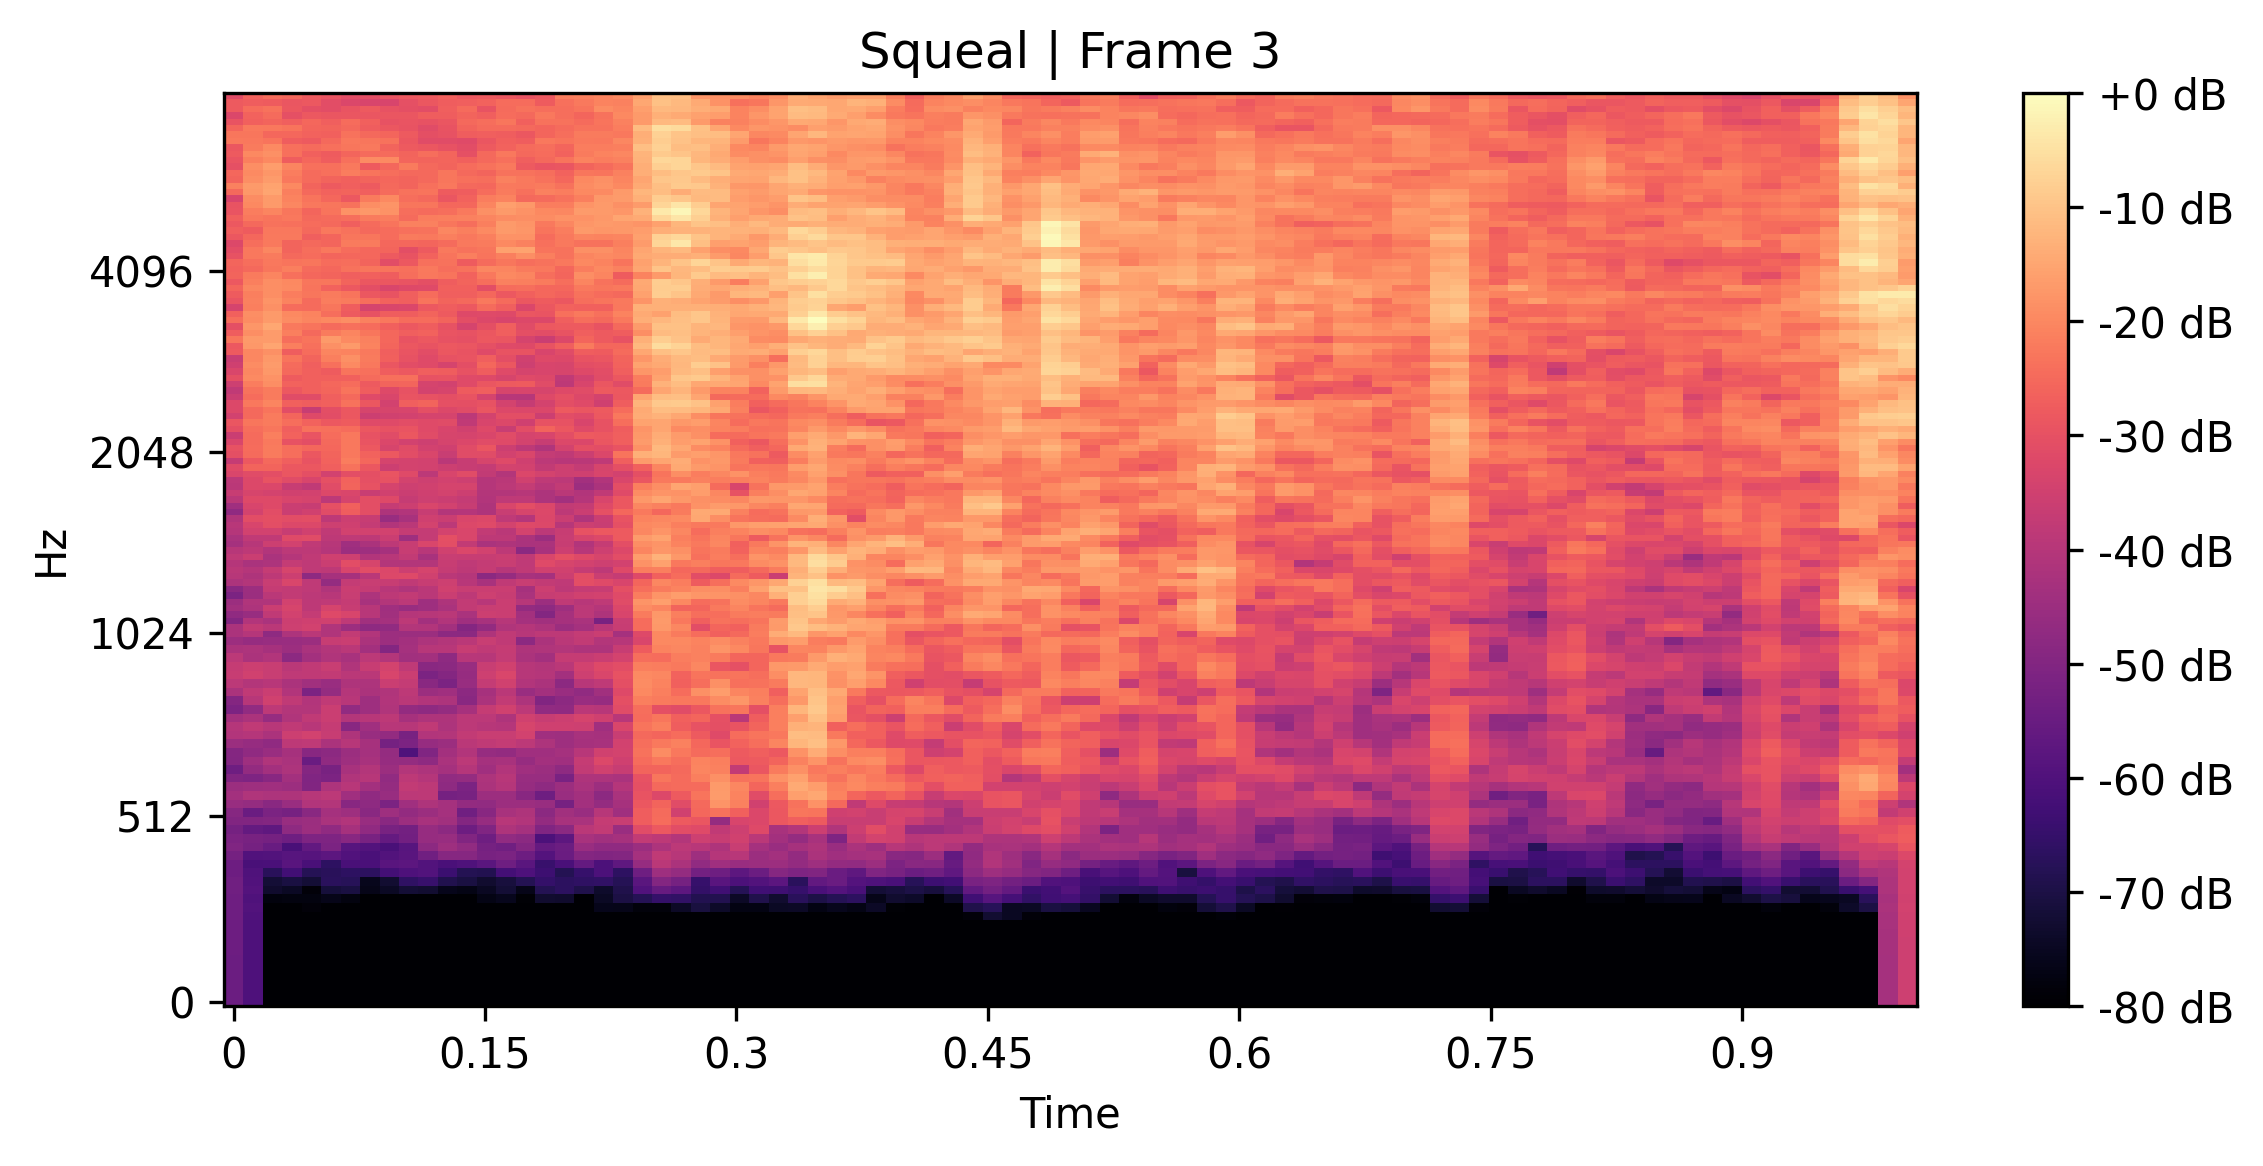 Squeal | Frame 3
+0 dB
-10 dB
-20 dB
-30 dB
-40 dB
-50 dB
-60 dB
-70 dB
-80 dB
Hz
4096
2048
1024
512
0
0 0.15 0.3 0.45 0.6 0.75 0.9
Time